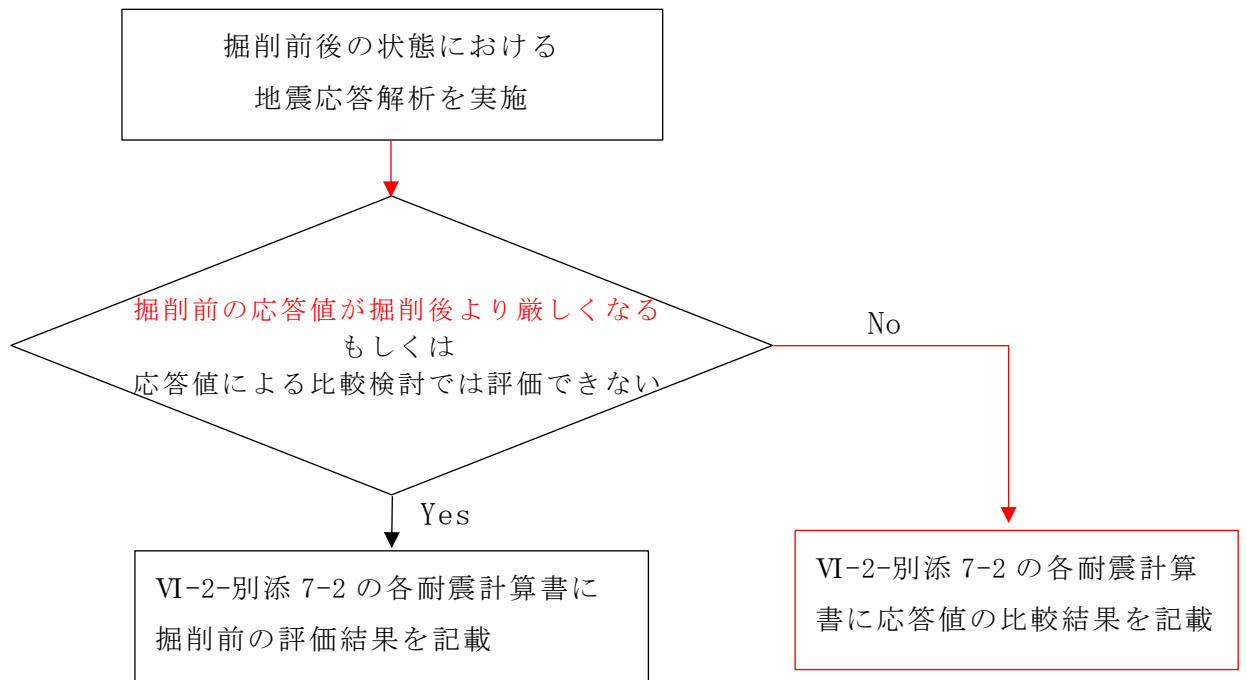 掘削前後の状態における
地震応答解析を実施
掘削前の応答値が掘削後より厳しくなる
もしくは
応答値による比較検討では評価できない
No
Yes
Ⅵ-2-別添 7-2 の各耐震計算書に
掘削前の評価結果を記載
Ⅵ-2-別添 7-2 の各耐震計算
書に応答値の比較結果を記載